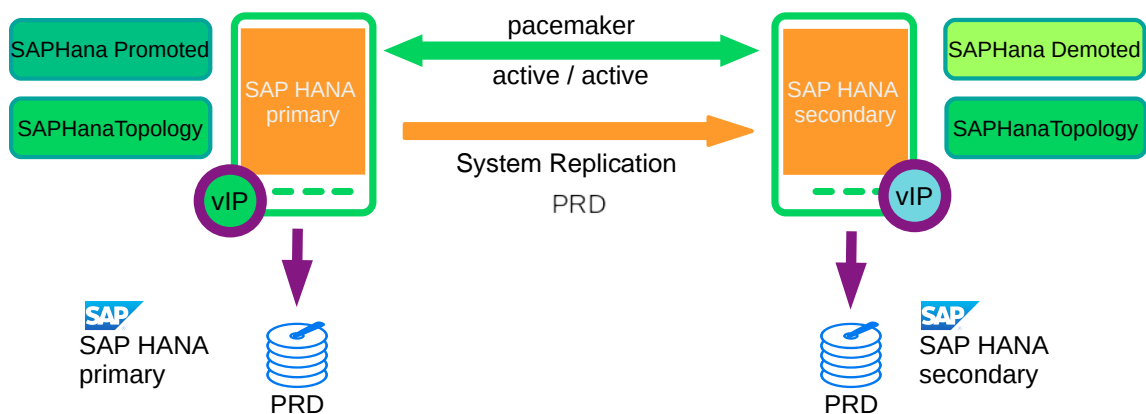 SAPHana Promoted
SAPHanaTopology
SAP HANA
primary
vIP
pacemaker
active / active
System Replication
PRD
SAP HANA
secondary
vIP
SAPHana Demoted
SAPHanaTopology
SAP
SAP HANA
primary
PRD
PRD
SAP
SAP HANA
secondary